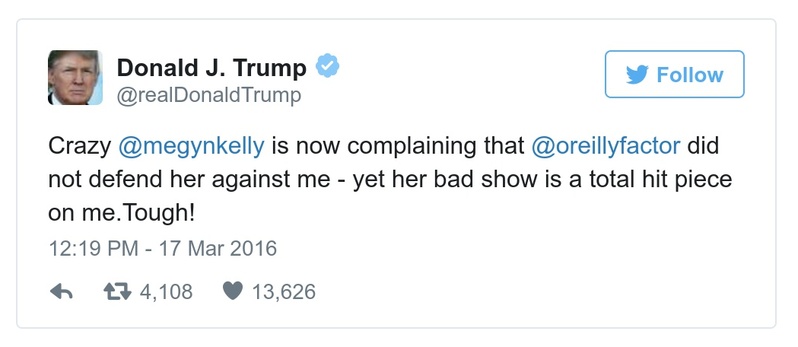 Donald J. Trump
@realDonaldTrump
Follow
Crazy @megynkelly is now complaining that @oreillyfactor did
not defend her against me - yet her bad show is a total hit piece
on me.Tough!
12:19 PM - 17 Mar 2016
4,108 13,626